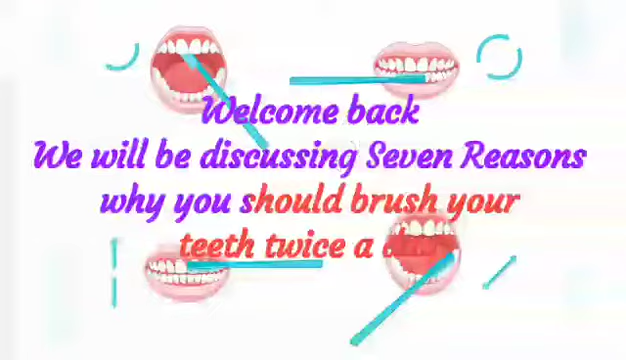 Welcome back
We will be discussing Seven Reasons
why you should brush your
teeth twice a